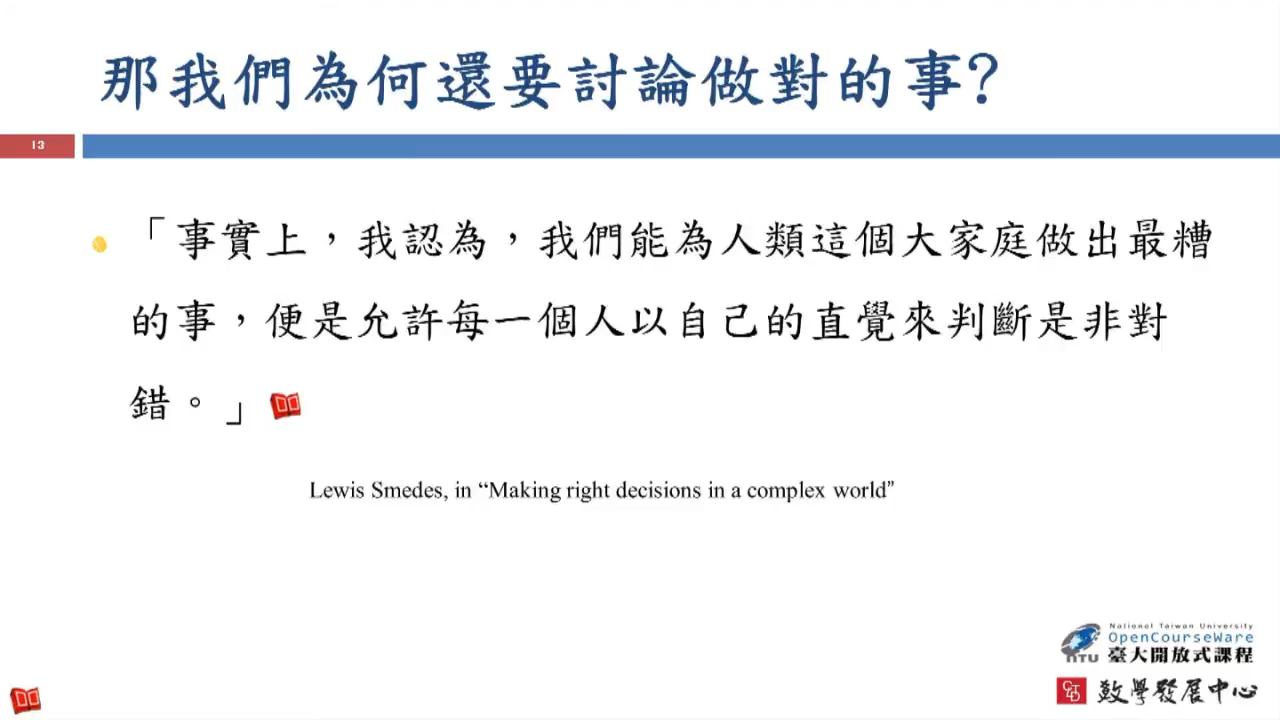 那我們為何還要討論做對的事?
13
「事實上，我認為，我們能為人類這個大家庭做出最糟
的事，便是允許每一個人以自己的直覺來判斷是非對
錯。」
Lewis Smedes, in “Making right decisions in a complex world”
National Taiwan University
OpenCourseWare
NTU 臺大開放式課程
CTLD 教學發展中心